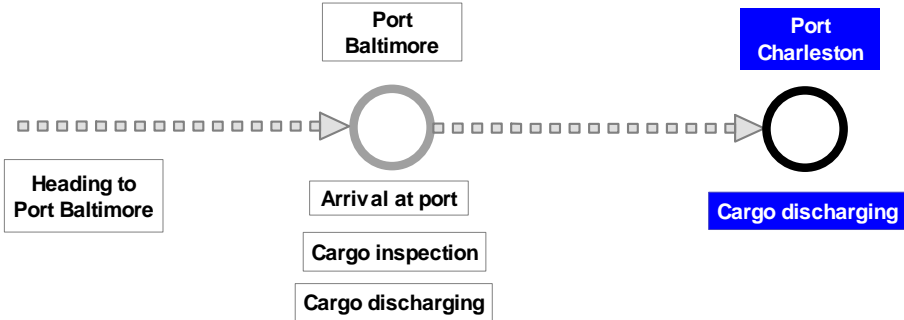 Port
Baltimore
Port
Charleston
Heading to
Port Baltimore
Arrival at port
Cargo inspection
Cargo discharging
Cargo discharging